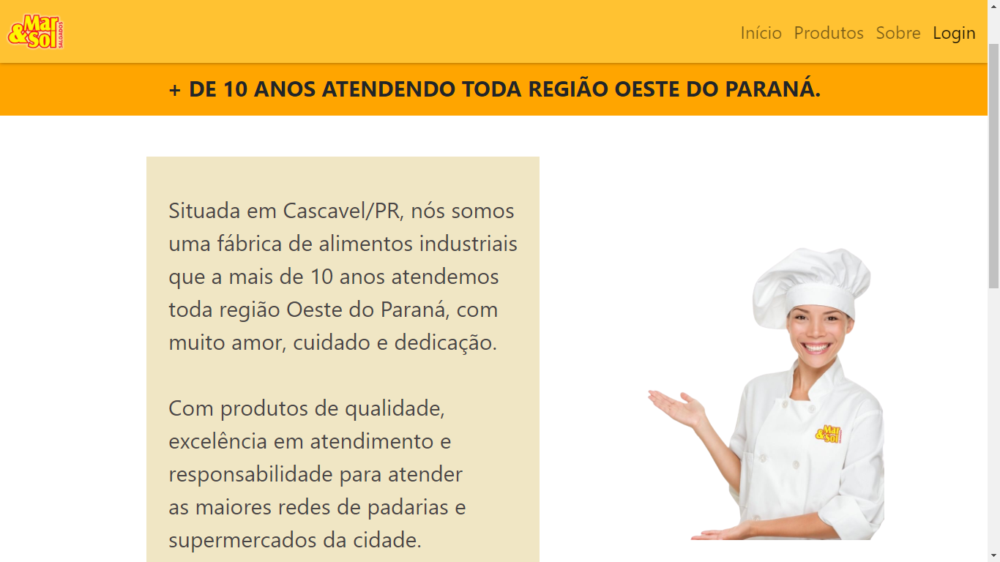 Mar
&Sol
SALGADOS
Início Produtos Sobre Login
+ DE 10 ANOS ATENDENDO TODA REGIÃO OESTE DO PARANÁ.
Situada em Cascavel/PR, nós somos
uma fábrica de alimentos industriais
que a mais de 10 anos atendemos
toda região Oeste do Paraná, com
muito amor, cuidado e dedicação.
Com produtos de qualidade,
excelência em atendimento e
responsabilidade para atender
as maiores redes de padarias e
supermercados da cidade.
Mar
&Sol